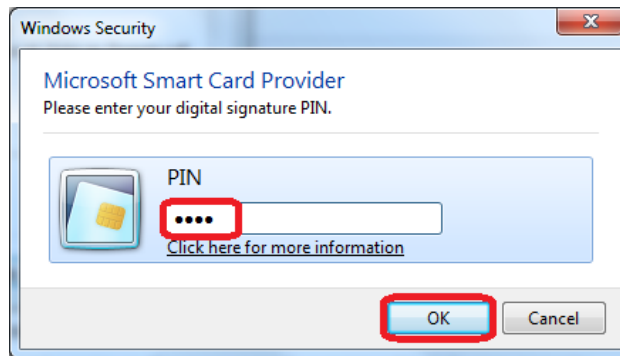 Windows Security
Microsoft Smart Card Provider
Please enter your digital signature PIN.
PIN
••••
Click here for more information
OK
Cancel